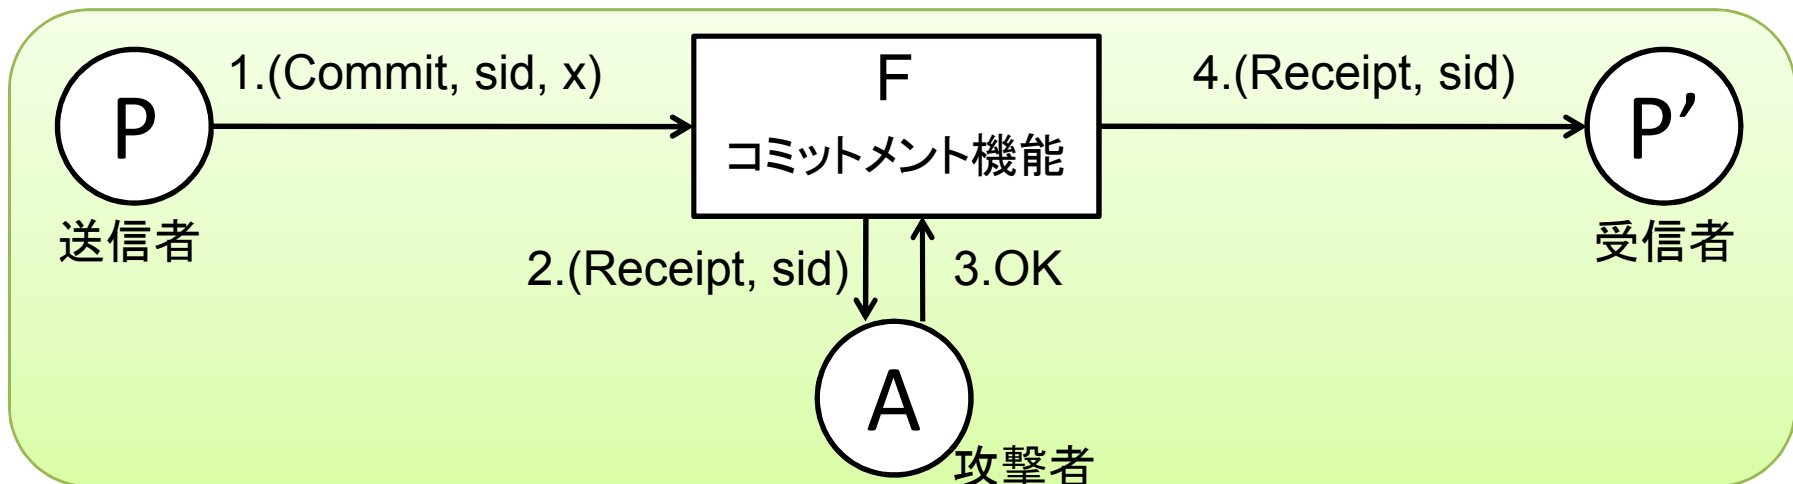 1.(Commit, sid, x)
F
4.(Receipt, sid)
P
コミットメント機能
P′
送信者
受信者
2.(Receipt, sid)
3.OK
A
攻撃者